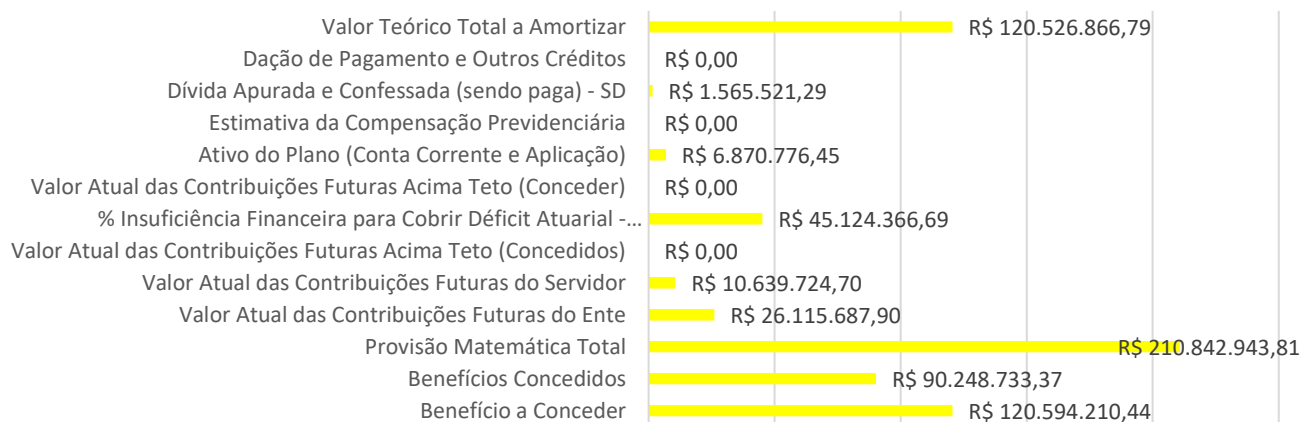 Valor Teórico Total a Amortizar R$ 120.526.866,79
Dação de Pagamento e Outros Créditos R$ 0,00
Dívida Apurada e Confessada (sendo paga) - SD R$ 1.565.521,29
Estimativa da Compensação Previdenciária R$ 0,00
Ativo do Plano (Conta Corrente e Aplicação) R$ 6.870.776,45
Valor Atual das Contribuições Futuras Acima Teto (Conceder) R$ 0,00
% Insuficiência Financeira para Cobrir Déficit Atuarial -... R$ 45.124.366,69
Valor Atual das Contribuições Futuras Acima Teto (Concedidos) R$ 0,00
Valor Atual das Contribuições Futuras do Servidor R$ 10.639.724,70
Valor Atual das Contribuições Futuras do Ente R$ 26.115.687,90
Provisão Matemática Total R$ 210.842.943,81
Benefícios Concedidos R$ 90.248.733,37
Benefício a Conceder R$ 120.594.210,44